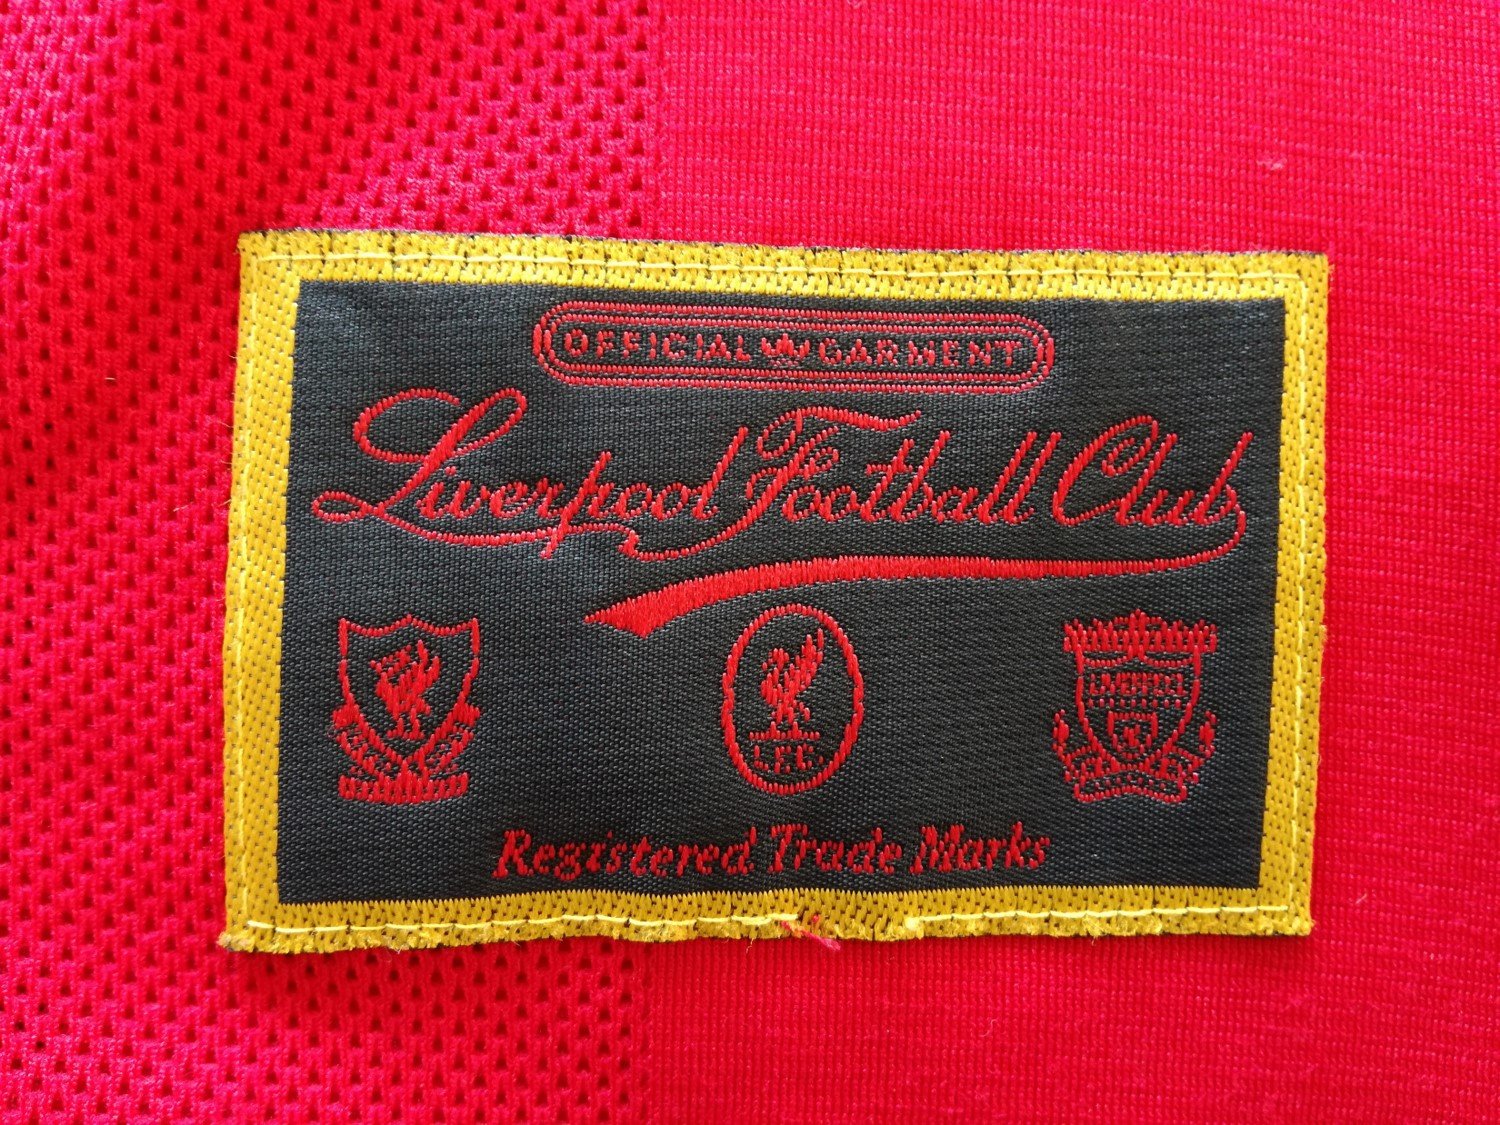 OFFICIAL GARMENT
Liverpool Football Club
L.F.C.
Registered Trade Marks